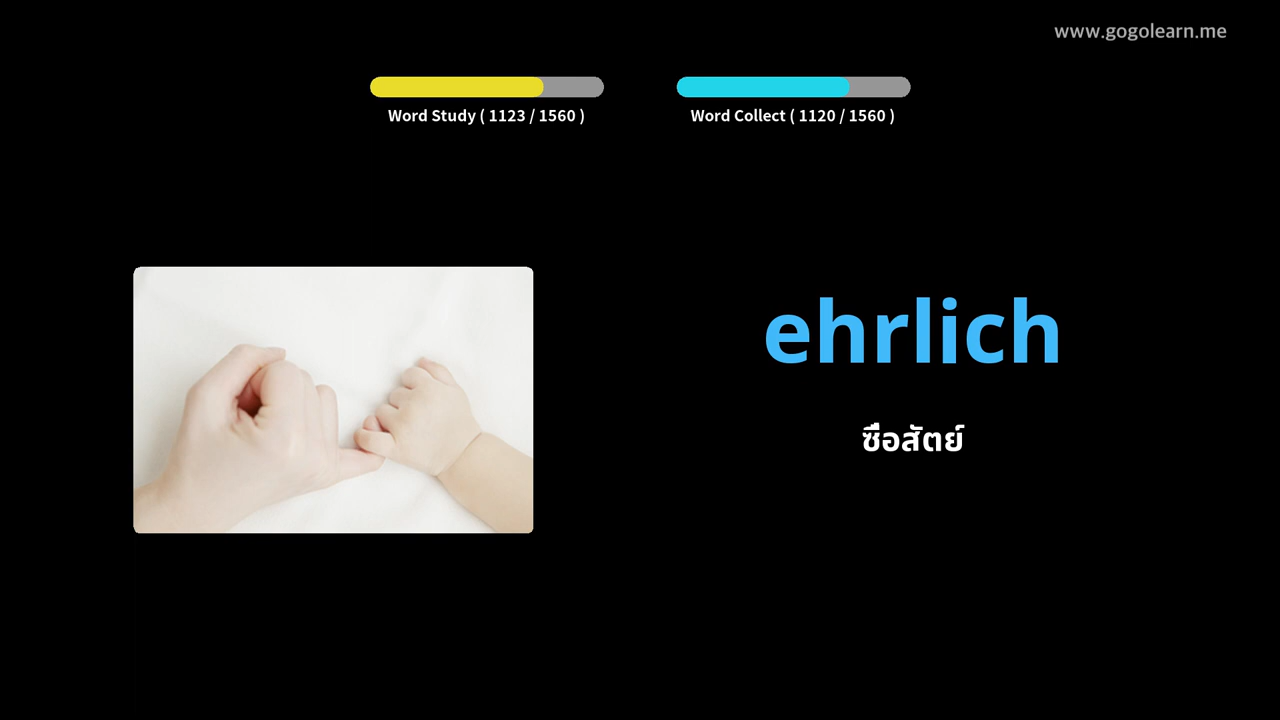 www.gogolearn.me
Word Study ( 1123 / 1560 )
Word Collect ( 1120 / 1560 )
ehrlich
ซื่อสัตย์